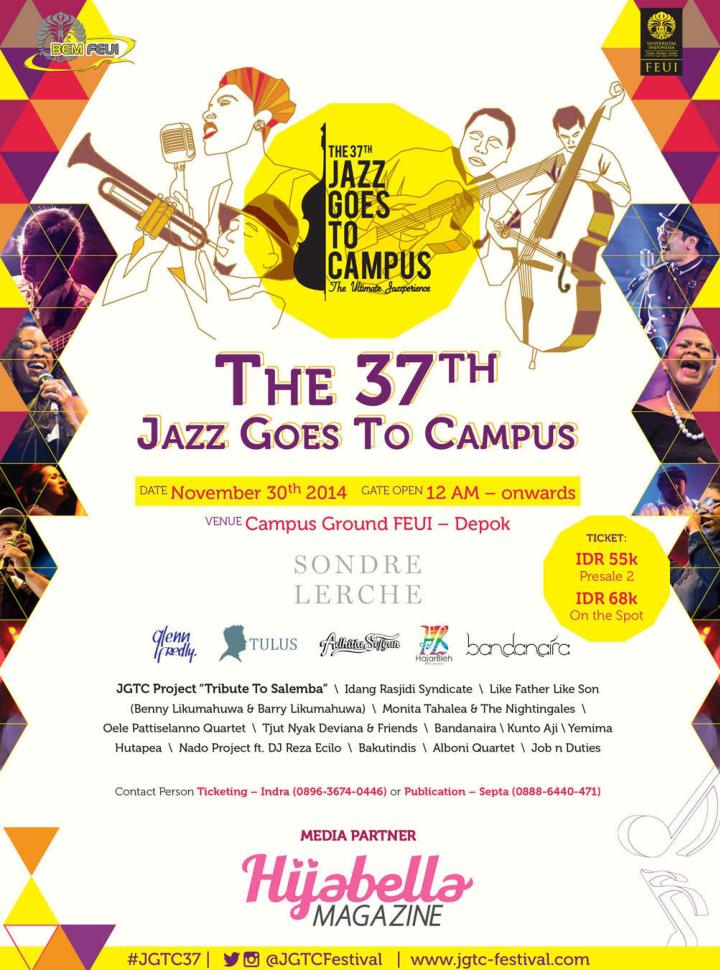 BEM FEUI
UNIVERSITAS
INDONESIA
FEUI
THE 37TH
JAZZ
GOES
TO
CAMPUS
The Ultimate Jazzperience
THE 37TH
JAZZ GOES TO CAMPUS
DATE November 30th 2014 GATE OPEN 12 AM – onwards
VENUE Campus Ground FEUI – Depok
TICKET:
IDR 55k
Presale 2
IDR 68k
On the Spot
SONDRE
LERCHE
glenn fredly.
TULUS
Adhitia Sofyan
HajarBleh
bandanaira
JGTC Project "Tribute To Salemba" \ Idang Rasjidi Syndicate \ Like Father Like Son
(Benny Likumahuwa & Barry Likumahuwa) \ Monita Tahalea & The Nightingales \
Oele Pattiselanno Quartet \ Tjut Nyak Deviana & Friends \ Bandanaira \ Kunto Aji \ Yemima
Hutapea \ Nado Project ft. DJ Reza Ecilo \ Bakutindis \ Alboni Quartet \ Job n Duties
Contact Person Ticketing – Indra (0896-3674-0446) or Publication – Septa (0888-6440-471)
MEDIA PARTNER
Hijabella
MAGAZINE
#JGTC37 | @JGTCFestival | www.jgtc-festival.com